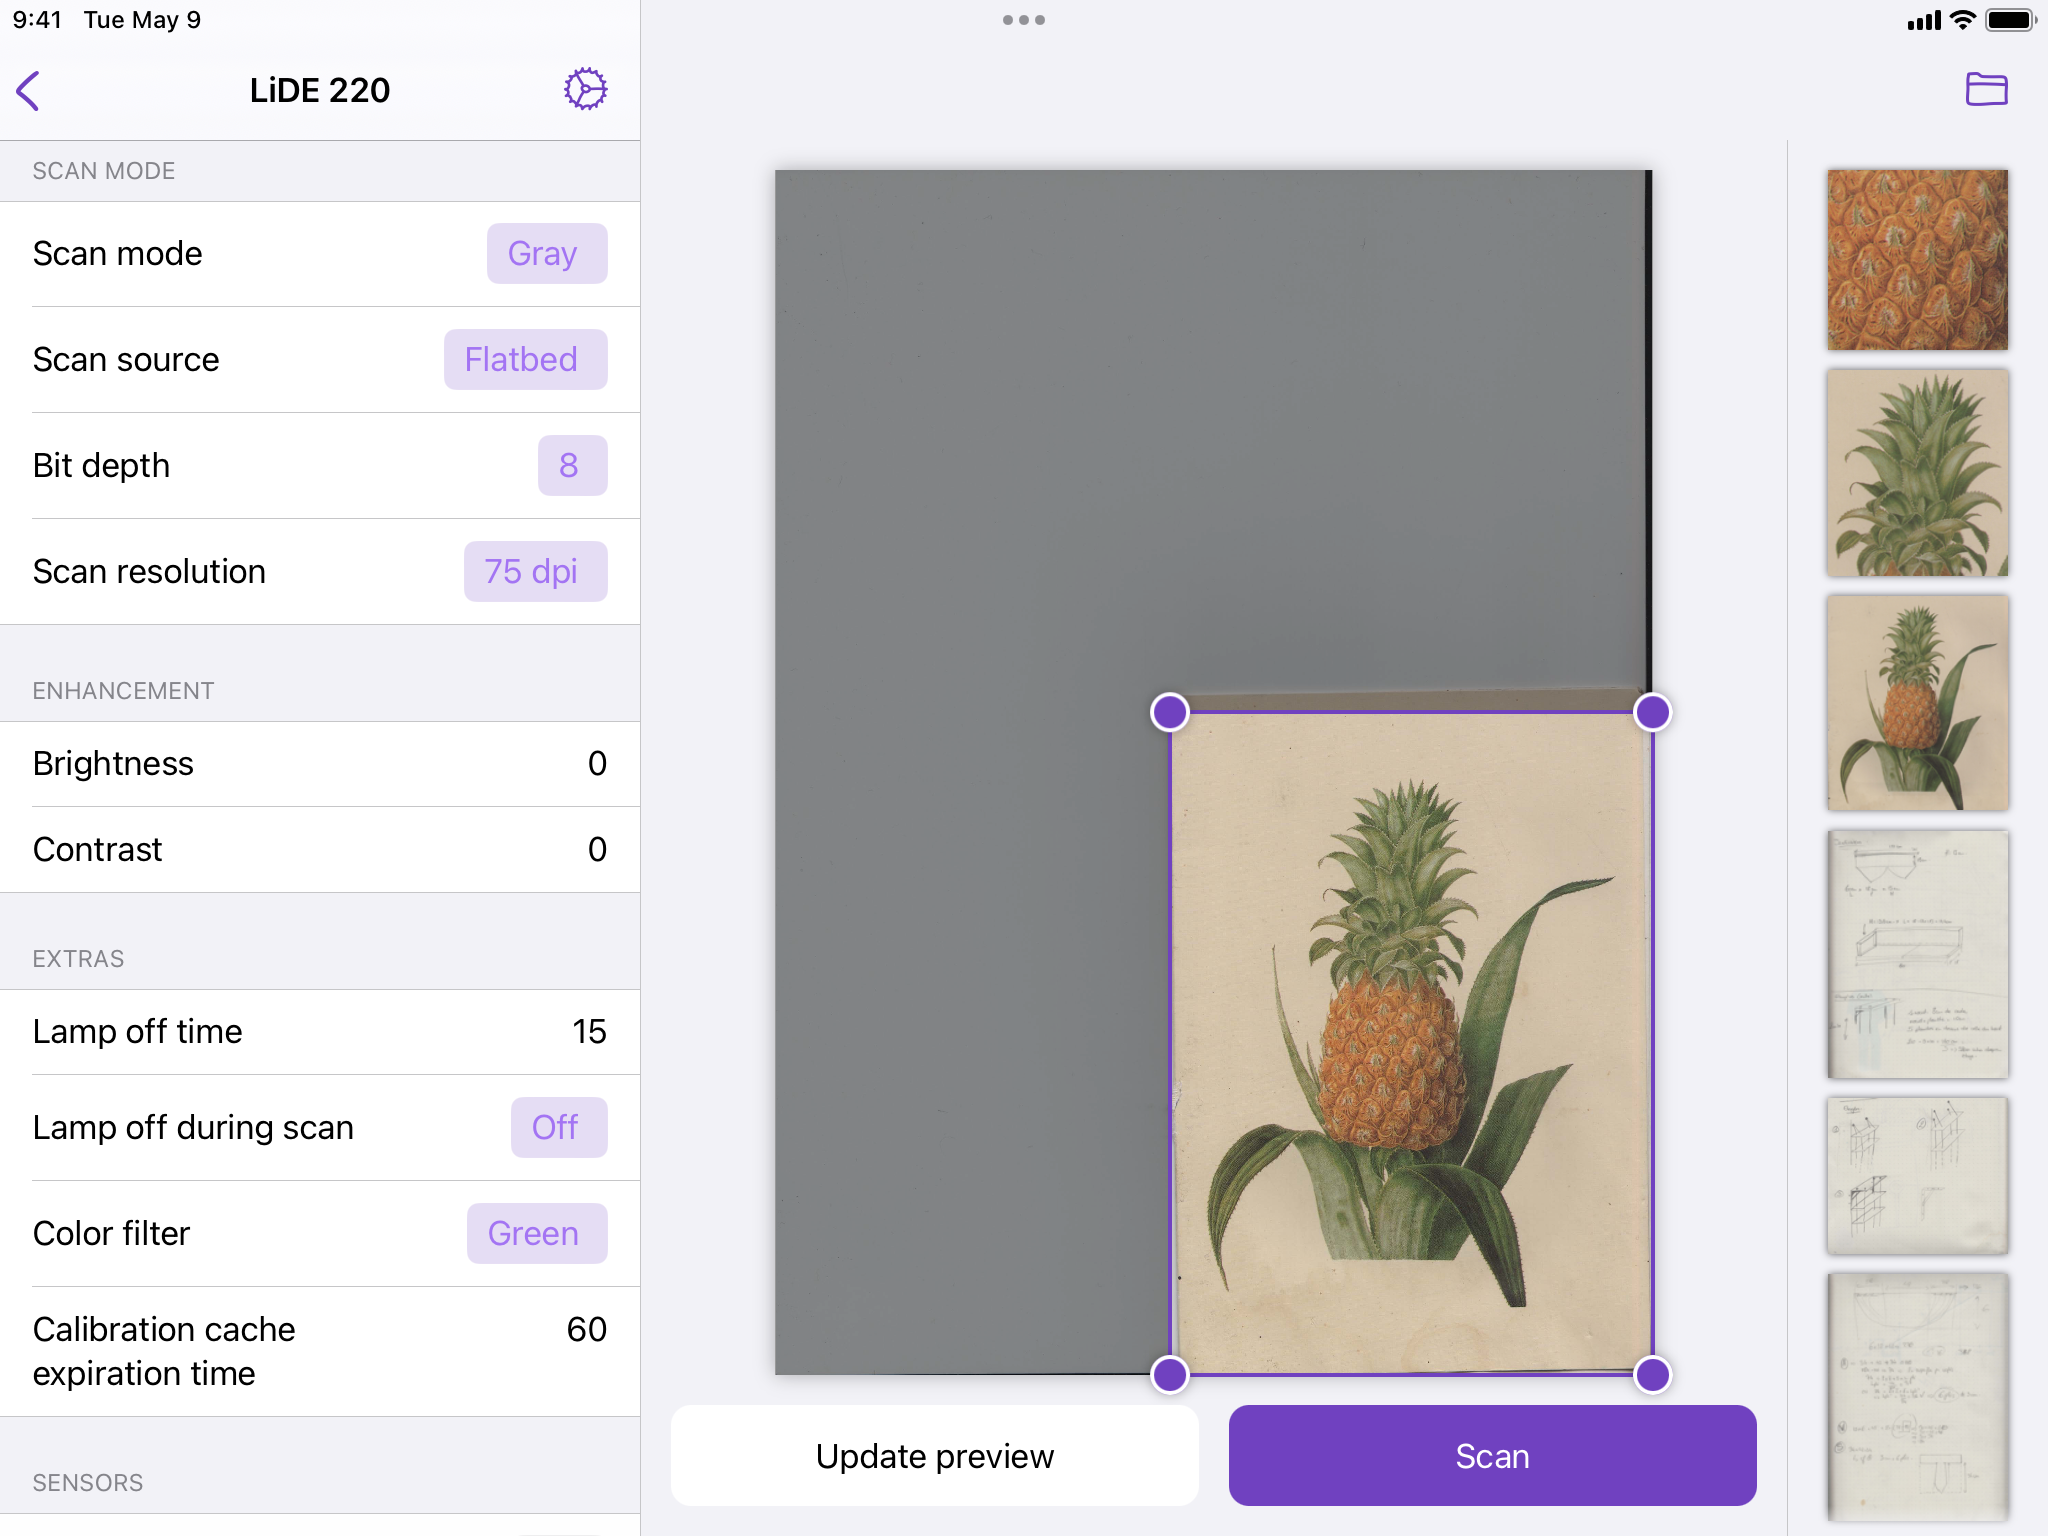 9:41 Tue May 9
LiDE 220
SCAN MODE
Scan mode Gray
Scan source Flatbed
Bit depth 8
Scan resolution 75 dpi
ENHANCEMENT
Brightness 0
Contrast 0
EXTRAS
Lamp off time 15
Lamp off during scan Off
Color filter Green
Calibration cache 60
expiration time
SENSORS
Update preview
Scan